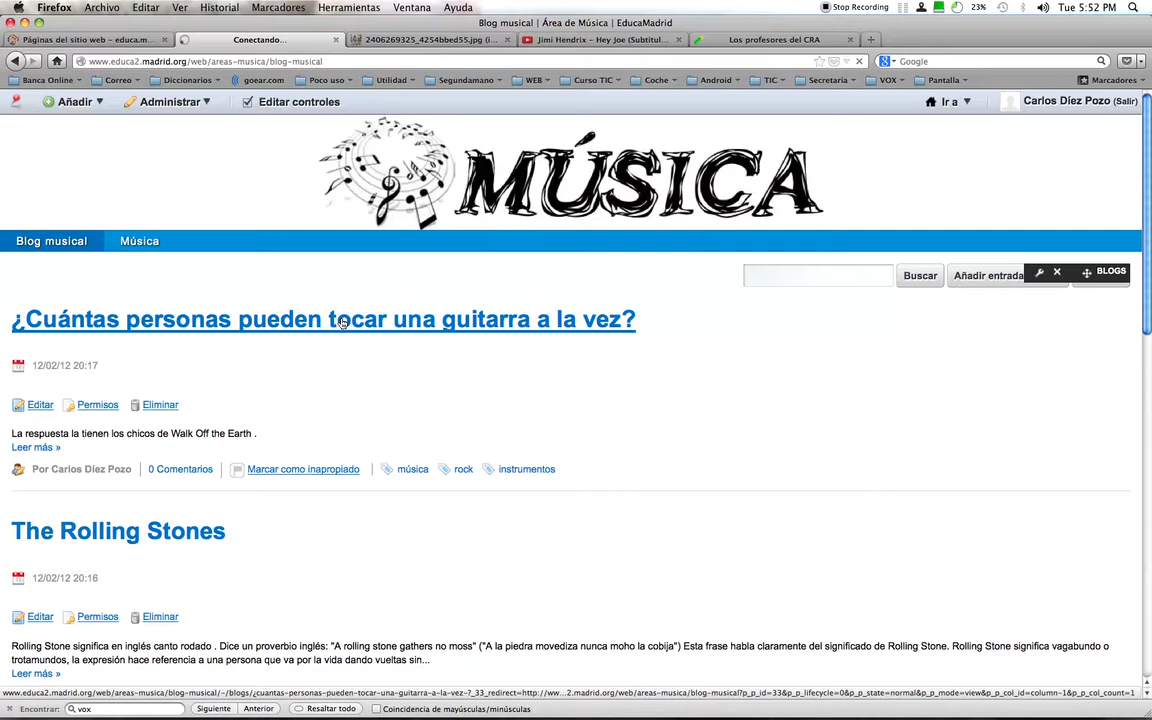 Firefox Archivo Editar Ver Historial Marcadores Herramientas Ventana Ayuda Stop Recording 23% Tue 5:52 PM
Blog musical | Área de Música | EducaMadrid
Páginas del sitio web – educa.m... Conectando... 2406269325_4254bbed55.jpg (i... Jimi Hendrix – Hey Joe (Subtitul... Los profesores del CRA
www.educa2.madrid.org/web/areas-musica/blog-musical Google
Banca Online Correo Diccionarios goear.com Poco uso Utilidad Segundamano WEB Curso TIC Coche Android TIC Secretaría VOX Pantalla Marcadores
Añadir Administrar Editar controles Ir a Carlos Díez Pozo (Salir)
MÚSICA
Blog musical Música
Buscar Añadir entrada BLOGS
¿Cuántas personas pueden tocar una guitarra a la vez?
12/02/12 20:17
Editar Permisos Eliminar
La respuesta la tienen los chicos de Walk Off the Earth .
Leer más »
Por Carlos Díez Pozo 0 Comentarios Marcar como inapropiado música rock instrumentos
The Rolling Stones
12/02/12 20:16
Editar Permisos Eliminar
Rolling Stone significa en inglés canto rodado . Dice un proverbio inglés: "A rolling stone gathers no moss" ("A la piedra movediza nunca moho la cobija") Esta frase habla claramente del significado de Rolling Stone. Rolling Stone significa vagabundo o
trotamundos, la expresión hace referencia a una persona que va por la vida dando vueltas sin...
Leer más »
www.educa2.madrid.org/web/areas-musica/blog-musical/-/blogs/¿cuantas-personas-pueden-tocar-una-guitarra-a-la-vez-?_33_redirect=http://ww...2.madrid.org/web/areas-musica/blog-musical?p_p_id=33&p_p_lifecycle=0&p_p_state=normal&p_p_mode=view&p_p_col_id=column-1&p_p_col_count=1
Encontrar: vox Siguiente Anterior Resaltar todo Coincidencia de mayúsculas/minúsculas